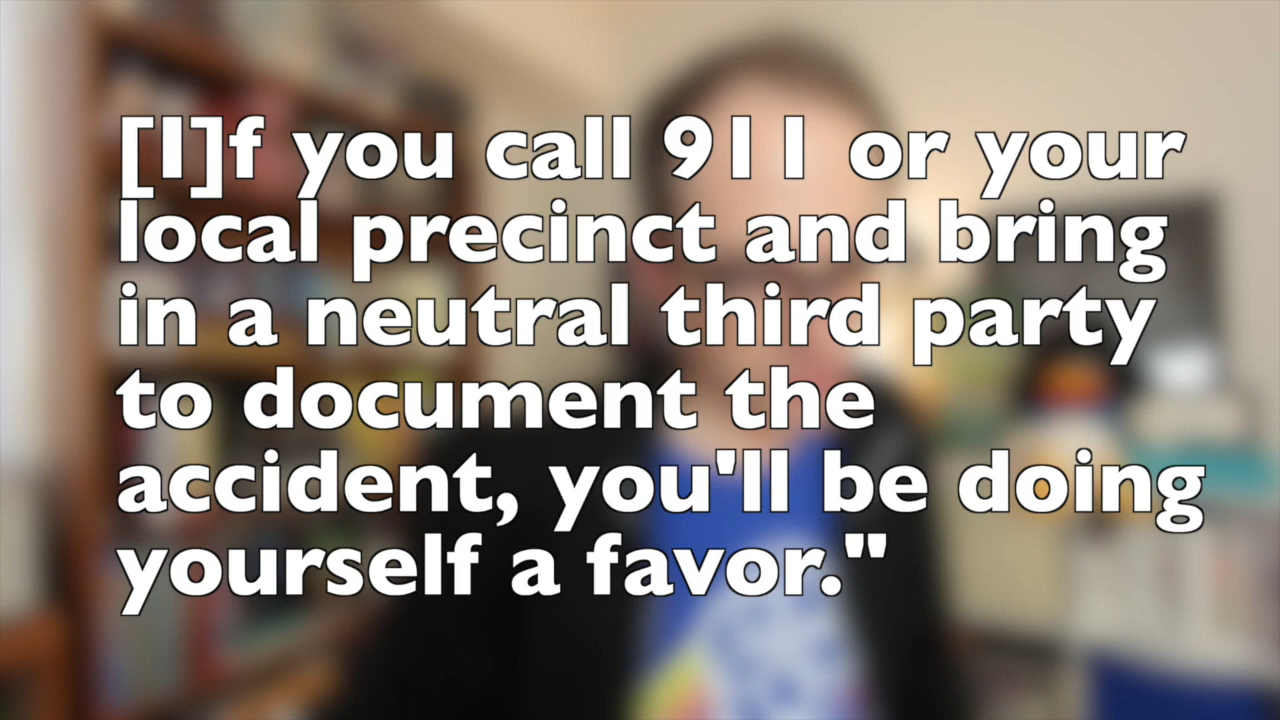 [I]f you call 911 or your
local precinct and bring
in a neutral third party
to document the
accident, you'll be doing
yourself a favor."